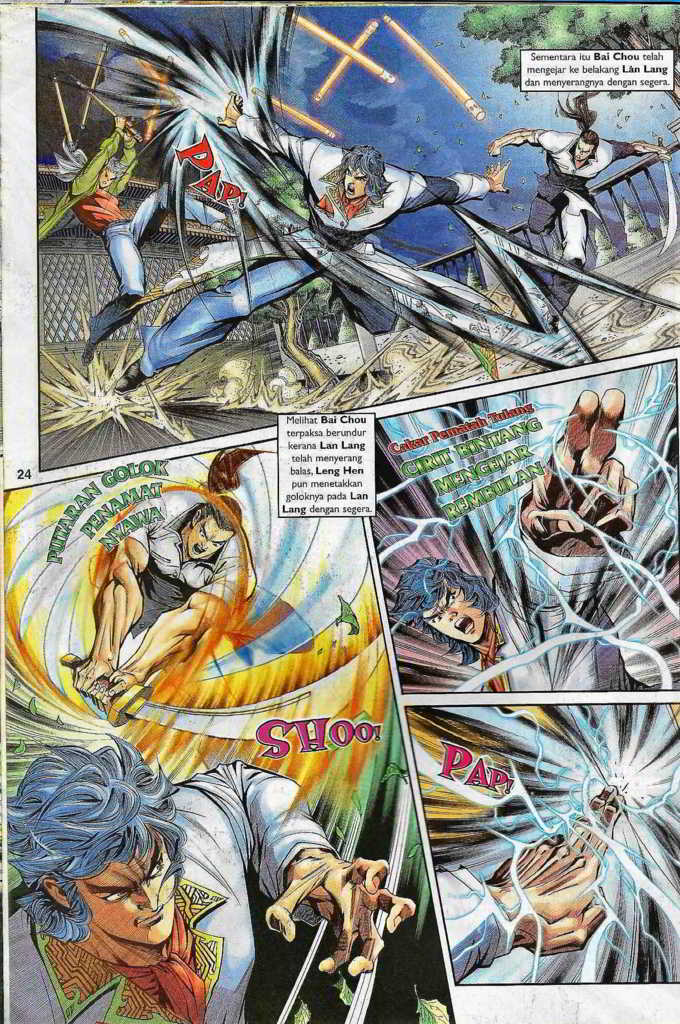 Sementara itu Bai Chou telah
mengejar ke belakang Lan Lang
dan menyerangnya dengan segera.
PAP!
24
Melihat Bai Chou
terpaksa berundur
kerana Lan Lang
telah menyerang
balas, Leng Hen
pun menetakkan
goloknya pada Lan
Lang dengan segera.
Cakar Pematah Tulang
CIRIT BINTANG
MENGEJAR
REMBULAN
PUTARAN GOLOK
PENAMAT
NYAWA
SHOO!
PAP!